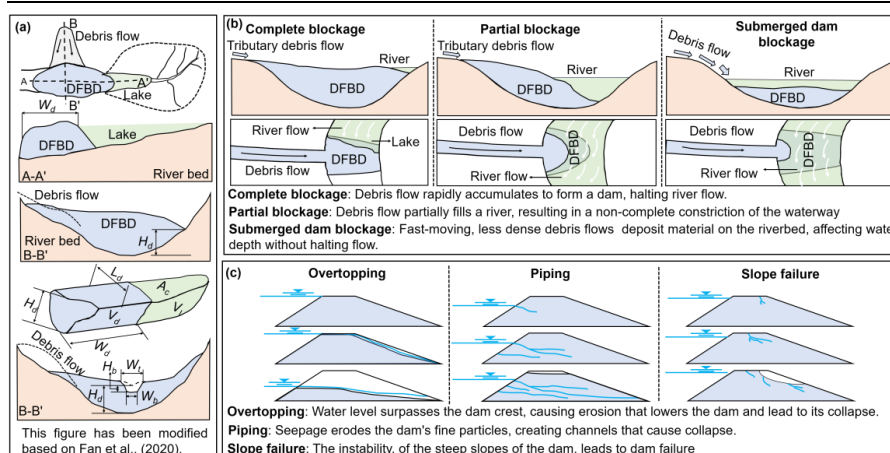 (a)
B
Debris flow
A
DFBD
A'
Lake
B'
W_d
Lake
DFBD
A-A'
River bed
Debris flow
DFBD
River bed
H_d
B-B'
L_d
A_c
H_d
V_d
V_l
W_d
Debris flow
H_b
W_t
H_d
W_b
B-B'
This figure has been modified
based on Fan et al., (2020).
(b)
Complete blockage
Partial blockage
Submerged dam
blockage
Tributary debris flow
River
DFBD
Tributary debris flow
River
DFBD
Debris flow
River
DFBD
River flow
Lake
DFBD
Debris flow
DFBD
River flow
Debris flow
DFBD
River flow
Complete blockage: Debris flow rapidly accumulates to form a dam, halting river flow.
Partial blockage: Debris flow partially fills a river, resulting in a non-complete constriction of the waterway
Submerged dam blockage: Fast-moving, less dense debris flows deposit material on the riverbed, affecting wate
depth without halting flow.
(c)
Overtopping
Piping
Slope failure
Overtopping: Water level surpasses the dam crest, causing erosion that lowers the dam and lead to its collapse.
Piping: Seepage erodes the dam's fine particles, creating channels that cause collapse.
Slope failure: The instability, of the steep slopes of the dam, leads to dam failure